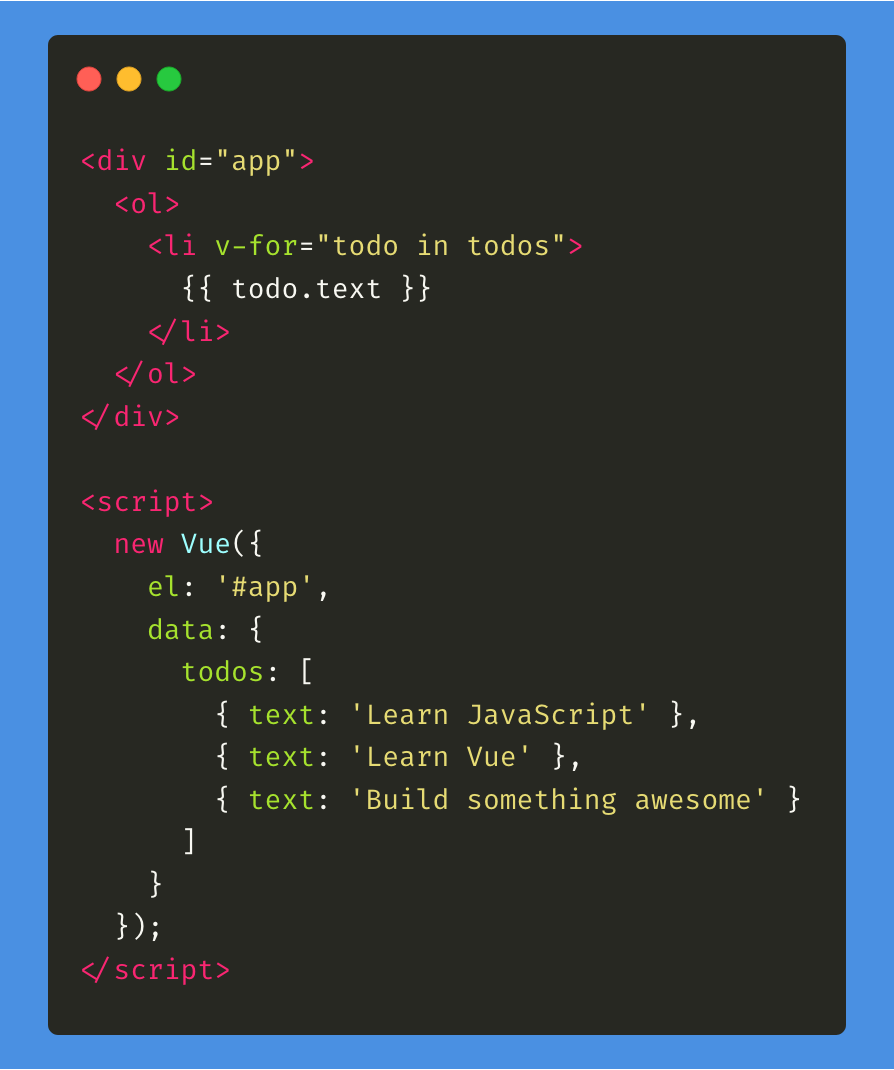 <div id="app">
  <ol>
    <li v-for="todo in todos">
      {{ todo.text }}
    </li>
  </ol>
</div>

<script>
  new Vue({
    el: '#app',
    data: {
      todos: [
        { text: 'Learn JavaScript' },
        { text: 'Learn Vue' },
        { text: 'Build something awesome' }
      ]
    }
  });
</script>